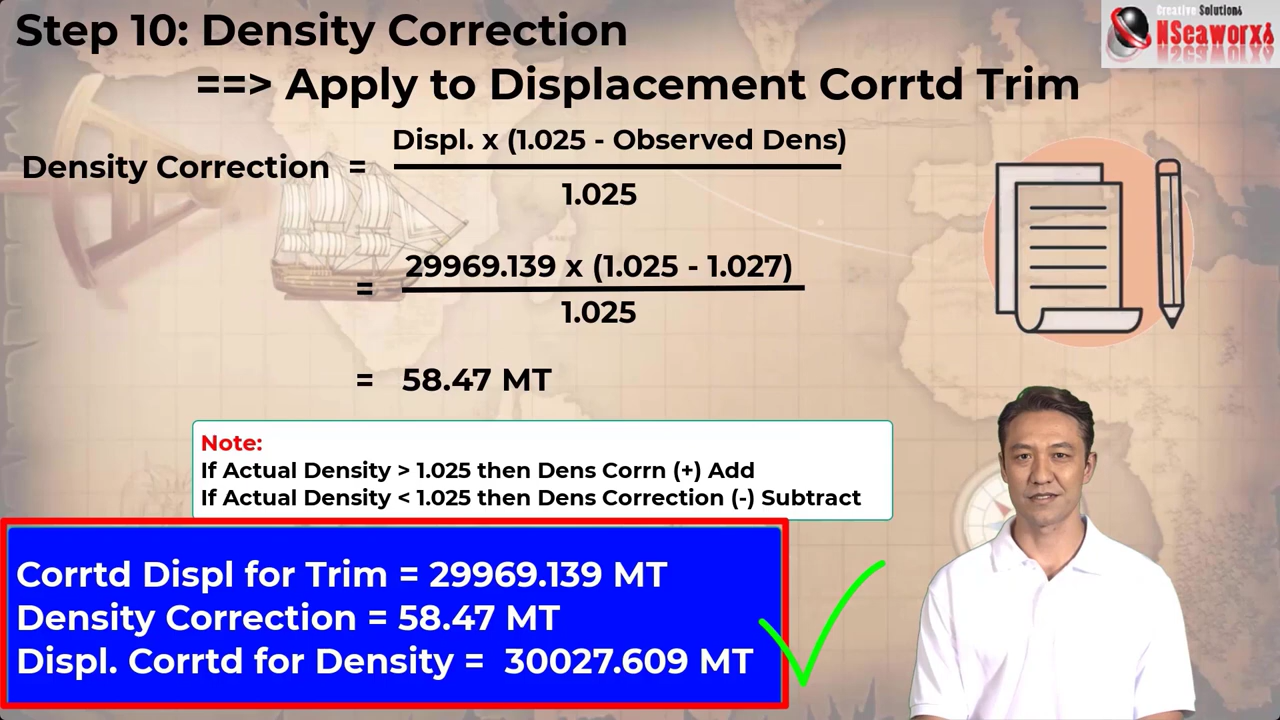 Step 10: Density Correction
==> Apply to Displacement Corrtd Trim
Creative Solutions
NSeaworx6
Displ. x (1.025 - Observed Dens)
Density Correction =
1.025
29969.139 x (1.025 - 1.027)
=
1.025
= 58.47 MT
Note:
If Actual Density > 1.025 then Dens Corrn (+) Add
If Actual Density < 1.025 then Dens Correction (-) Subtract
Corrtd Displ for Trim = 29969.139 MT
Density Correction = 58.47 MT
Displ. Corrtd for Density = 30027.609 MT